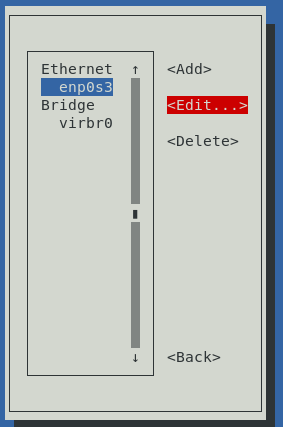 Ethernet ↑ <Add>
enp0s3
Bridge <Edit...>
virbr0
<Delete>
↓ <Back>